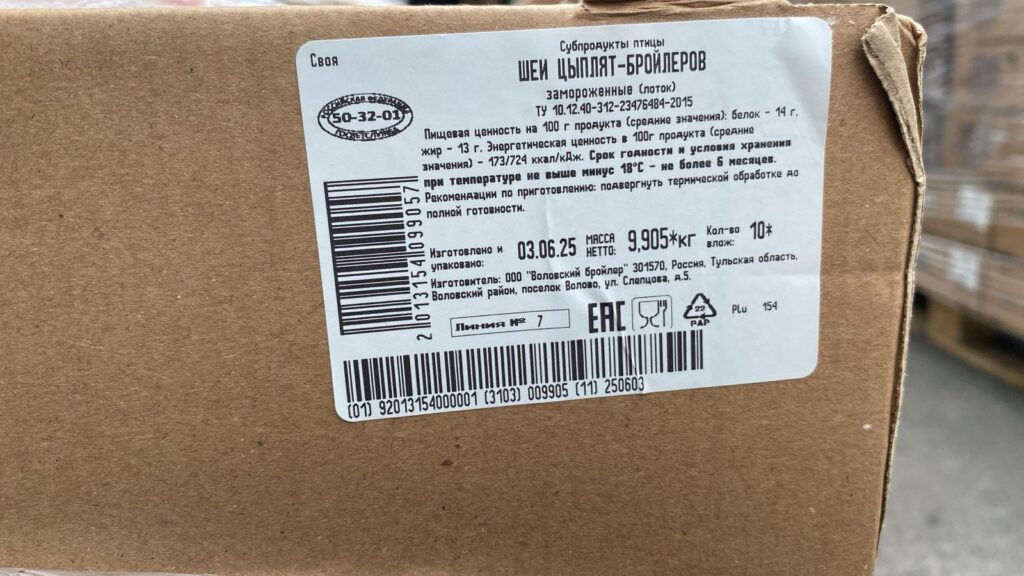 Своя
Субпродукты птицы
ШЕИ ЦЫПЛЯТ-БРОЙЛЕРОВ
замороженные (лоток)
ТУ 10.12.40-312-23476484-2015
РОССИЙСКАЯ ФЕДЕРАЦИЯ
50-32-01
ГОСВЕТСЛУЖБА
Пищевая ценность на 100 г продукта (средние значения): белок - 14 г,
жир - 13 г. Энергетическая ценность в 100г продукта (средние
значения) - 173/724 ккал/кДж. Срок годности и условия хранения
при температуре не выше минус 18°С - не более 6 месяцев.
Рекомендации по приготовлению: подвергнуть термической обработке до
полной готовности.
Изготовлено и упаковано: 03.06.25 МАССА НЕТТО: 9,905*кг Кол-во влож: 10*
Изготовитель: ООО "Воловский бройлер" 301570, Россия, Тульская область,
Воловский район, поселок Волово, ул. Слепцова, д.5.
Линия № 7
EAC
22
PAP
Plu 154
2013154099057
(01) 92013154000001 (3103) 009905 (11) 250603